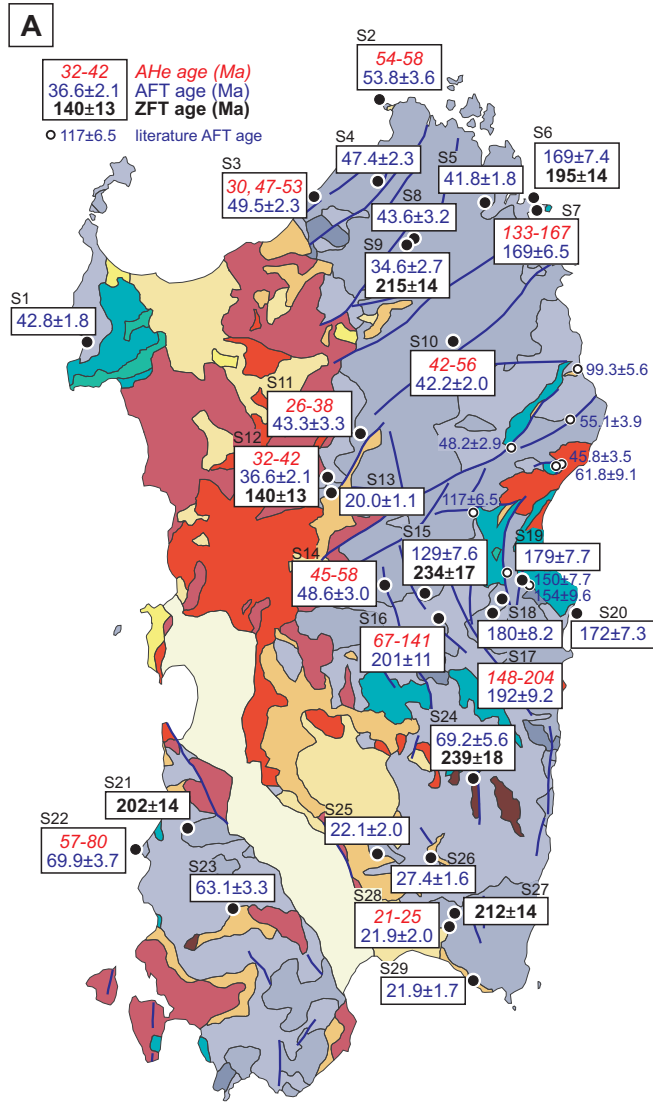 A
32-42 AHe age (Ma)
36.6±2.1 AFT age (Ma)
140±13 ZFT age (Ma)
117±6.5 literature AFT age
S2
54-58
53.8±3.6
S4
47.4±2.3
S3
30, 47-53
49.5±2.3
S5
41.8±1.8
S6
169±7.4
195±14
S7
133-167
169±6.5
S8
43.6±3.2
S9
34.6±2.7
215±14
S1
42.8±1.8
S10
42-56
42.2±2.0
99.3±5.6
55.1±3.9
48.2±2.9
45.8±3.5
61.8±9.1
S11
26-38
43.3±3.3
S12
32-42
36.6±2.1
140±13
S13
20.0±1.1
117±6.5
S15
129±7.6
234±17
S19
179±7.7
150±7.7
154±9.6
S14
45-58
48.6±3.0
S18
180±8.2
S20
172±7.3
S16
67-141
201±11
S17
148-204
192±9.2
S24
69.2±5.6
239±18
S21
202±14
S22
57-80
69.9±3.7
S25
22.1±2.0
S26
27.4±1.6
S23
63.1±3.3
S27
212±14
S28
21-25
21.9±2.0
S29
21.9±1.7